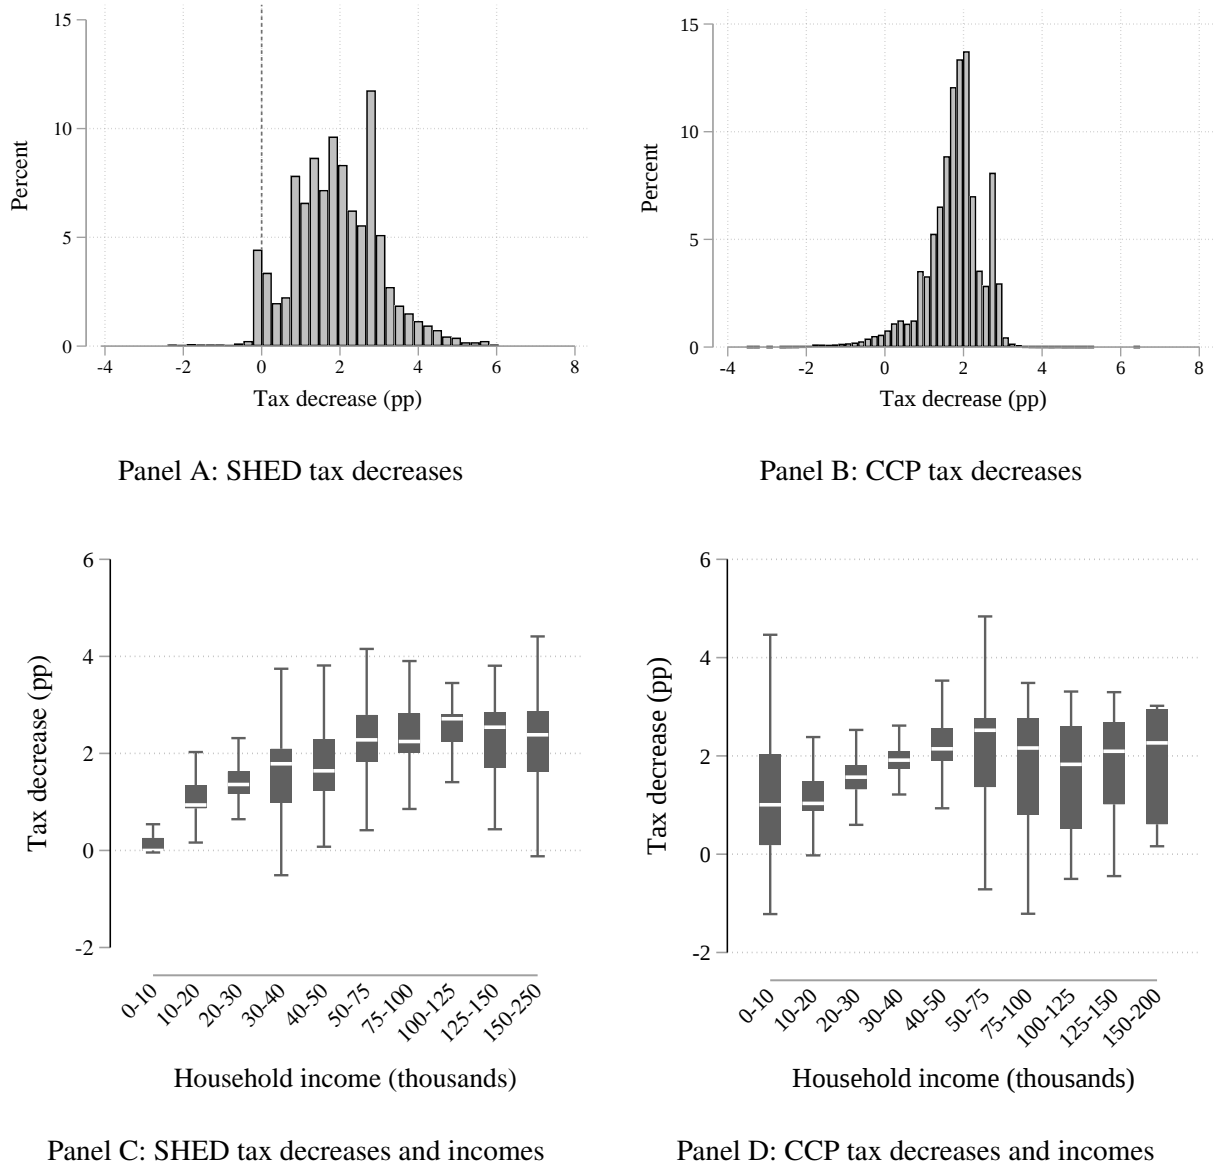 15
10
5
0
Percent
-4 -2 0 2 4 6 8
Tax decrease (pp)
Panel A: SHED tax decreases
15
10
5
0
Percent
-4 -2 0 2 4 6 8
Tax decrease (pp)
Panel B: CCP tax decreases
6
4
2
0
-2
Tax decrease (pp)
0-10 10-20 20-30 30-40 40-50 50-75 75-100 100-125 125-150 150-250
Household income (thousands)
Panel C: SHED tax decreases and incomes
6
4
2
0
-2
Tax decrease (pp)
0-10 10-20 20-30 30-40 40-50 50-75 75-100 100-125 125-150 150-200
Household income (thousands)
Panel D: CCP tax decreases and incomes